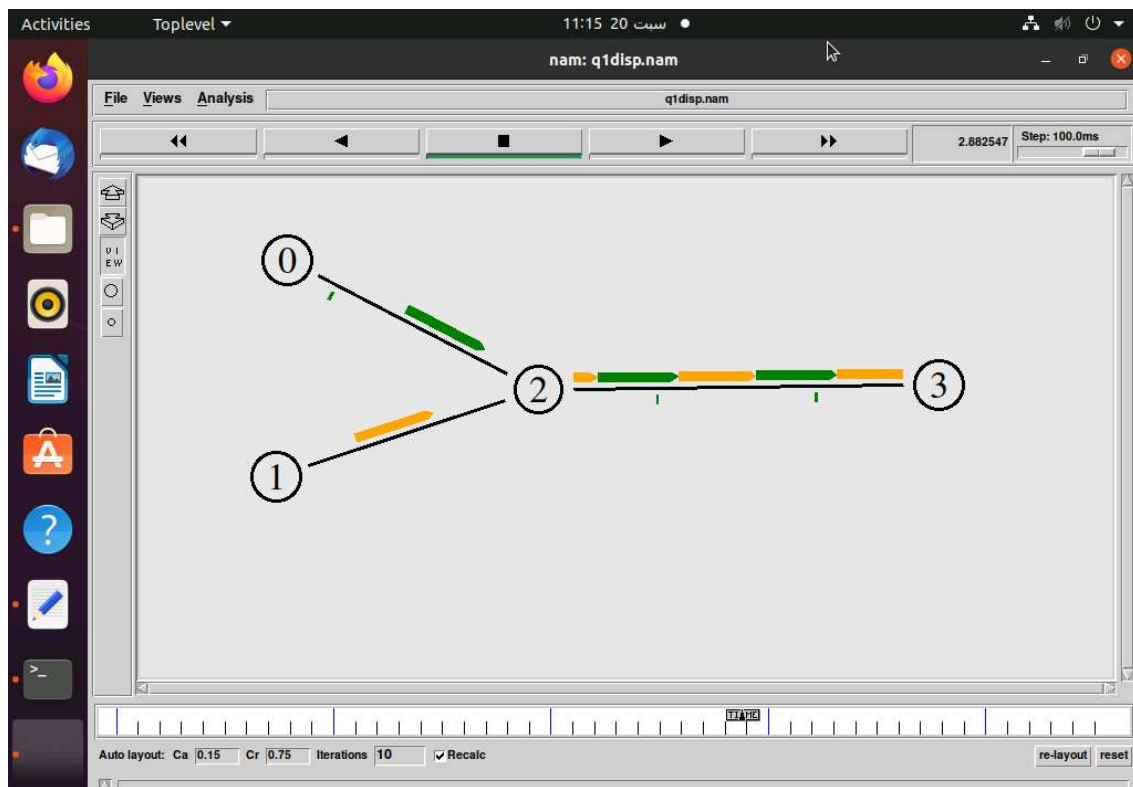 Activities Toplevel 11:15 20 سبت
nam: q1disp.nam
File Views Analysis q1disp.nam
2.882547 Step: 100.0ms
VIEW
0
2
3
1
TIME
Auto layout: Ca 0.15 Cr 0.75 Iterations 10 Recalc re-layout reset